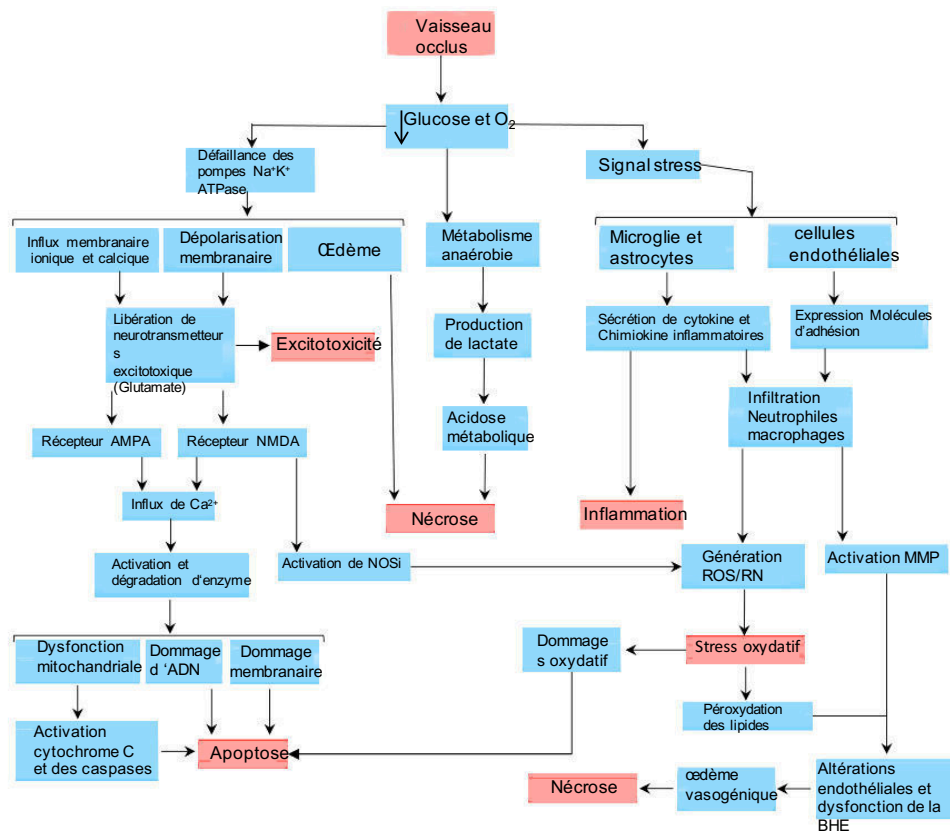 Vaisseau
occlus
↓Glucose et O₂
Défaillance des
pompes Na⁺K⁺
ATPase
Signal stress
Influx membranaire
ionique et calcique
Dépolarisation
membranaire
Œdème
Métabolisme
anaérobie
Microglie et
astrocytes
cellules
endothéliales
Libération de
neurotransmetteur
s
excitotoxique
(Glutamate)
Excitotoxicité
Production
de lactate
Sécrétion de cytokine et
Chimiokine inflammatoires
Expression Molécules
d'adhésion
Récepteur AMPA
Récepteur NMDA
Acidose
métabolique
Infiltration
Neutrophiles
macrophages
Influx de Ca²⁺
Nécrose
Inflammation
Activation et
dégradation d'enzyme
Activation de NOSi
Génération
ROS/RN
Activation MMP
Dysfonction
mitochandriale
Dommage
d 'ADN
Dommage
membranaire
Dommage
s oxydatif
Stress oxydatif
Activation
cytochrome C
et des caspases
Apoptose
Péroxydation
des lipides
Nécrose
œdème
vasogénique
Altérations
endothéliales et
dysfonction de la
BHE